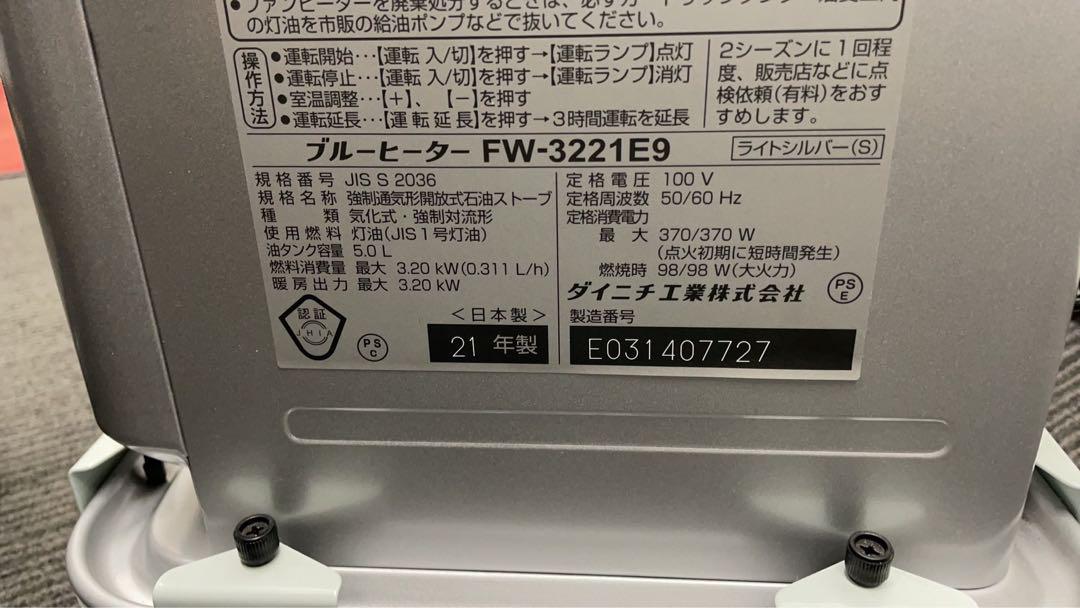 の灯油を市販の給油ポンプなどで抜いてください。
操作方法
●運転開始…【運転 入/切】を押す→【運転ランプ】点灯
●運転停止…【運転 入/切】を押す→【運転ランプ】消灯
●室温調整…【+】、【−】を押す
●運転延長…【運転延長】を押す→3時間運転を延長
2シーズンに1回程
度、販売店などに点
検依頼(有料)をおす
すめします。
ブルーヒーター FW-3221E9
ライトシルバー(S)
規格番号 JIS S 2036
規格名称 強制通気形開放式石油ストーブ
種類 気化式・強制対流形
使用燃料 灯油(JIS1号灯油)
油タンク容量 5.0 L
燃料消費量 最大 3.20 kW(0.311 L/h)
暖房出力 最大 3.20 kW
定格電圧 100 V
定格周波数 50/60 Hz
定格消費電力
最大 370/370 W
(点火初期に短時間発生)
燃焼時 98/98 W(大火力)
ダイニチ工業株式会社
PS
E
認証
JHIA
PS
C
<日本製>
21 年製
製造番号
E031407727